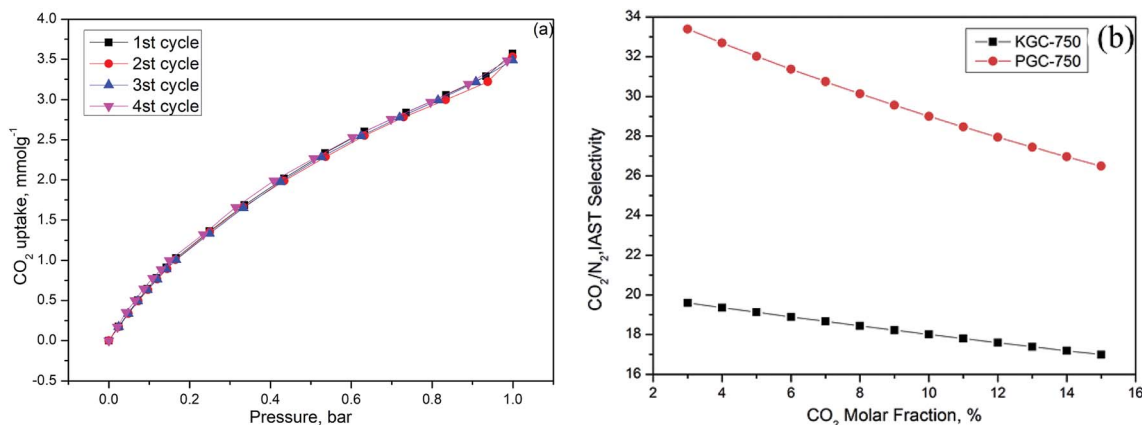 (a)
1st cycle
2st cycle
3st cycle
4st cycle
4.0
3.5
3.0
2.5
2.0
1.5
1.0
0.5
0.0
-0.5
CO₂ uptake, mmolg⁻¹
0.0 0.2 0.4 0.6 0.8 1.0
Pressure, bar
(b)
KGC-750
PGC-750
34
32
30
28
26
24
22
20
18
16
CO₂/N₂,IAST Selectivity
2 4 6 8 10 12 14 16
CO₂ Molar Fraction, %